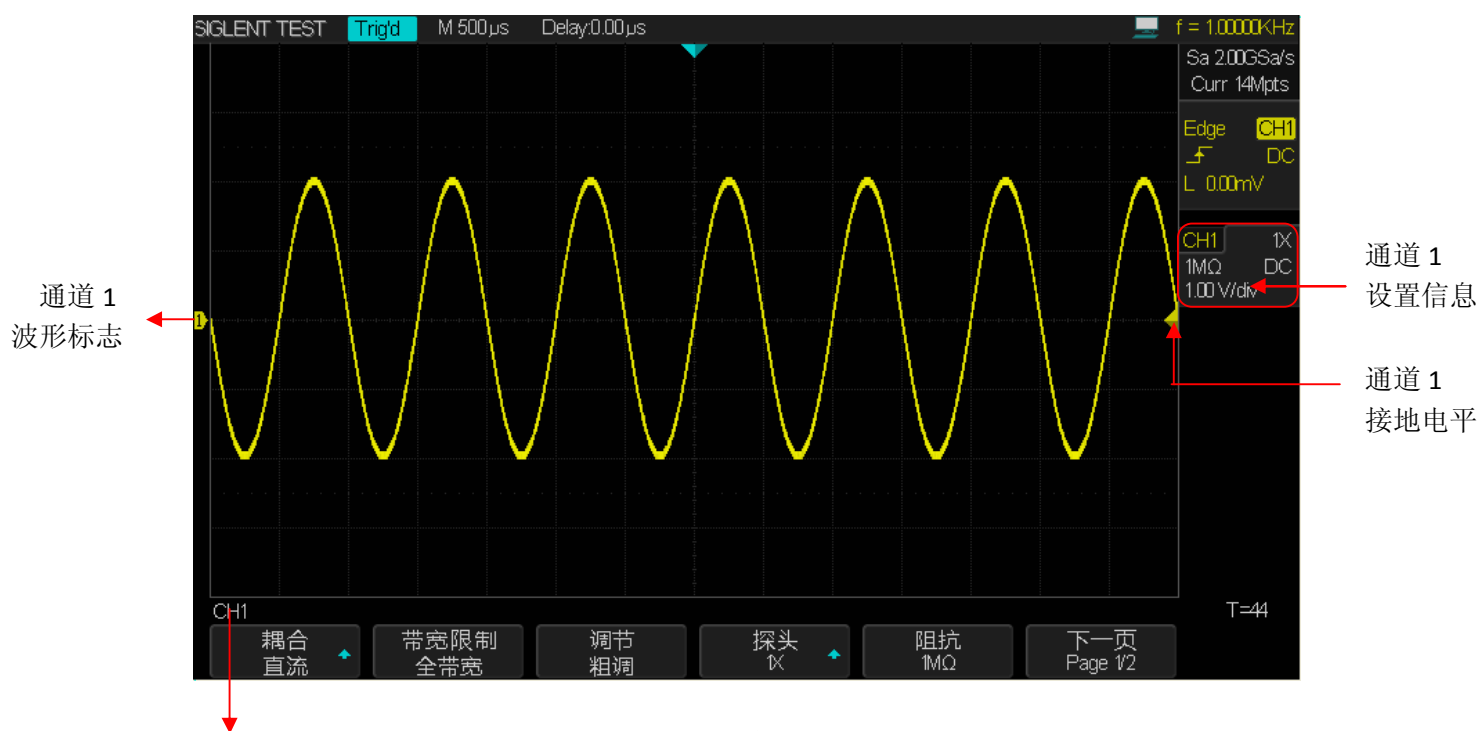 SIGLENT TEST Trig'd M 500μs Delay:0.00μs f = 1.00000KHz
Sa 2.00GSa/s
Curr 14Mpts
Edge CH1
DC
L 0.00mV
CH1 1X
1MΩ DC
1.00 V/div
通道 1
设置信息
通道 1
波形标志
1
通道 1
接地电平
CH1
T=44
耦合
直流
带宽限制
全带宽
调节
粗调
探头
1X
阻抗
1MΩ
下一页
Page 1/2